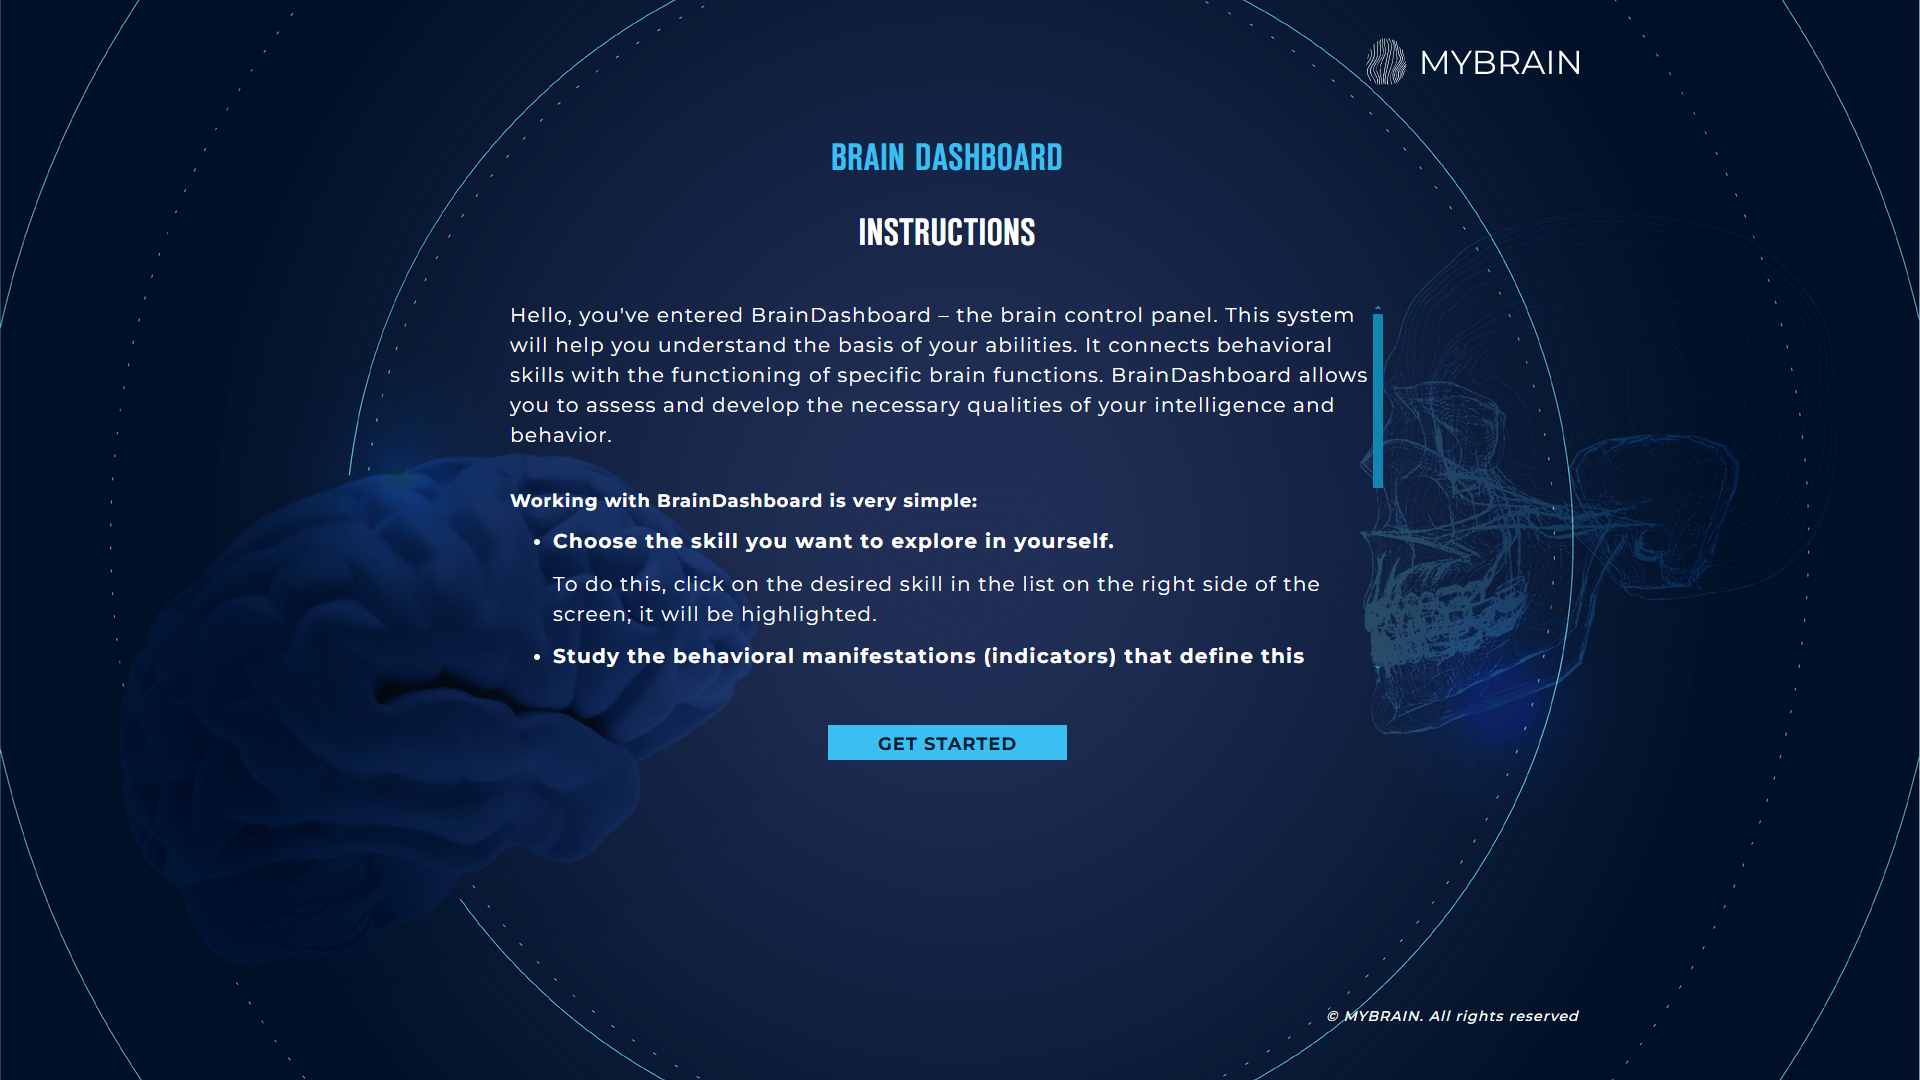 MYBRAIN
BRAIN DASHBOARD
INSTRUCTIONS
Hello, you've entered BrainDashboard – the brain control panel. This system
will help you understand the basis of your abilities. It connects behavioral
skills with the functioning of specific brain functions. BrainDashboard allows
you to assess and develop the necessary qualities of your intelligence and
behavior.
Working with BrainDashboard is very simple:
• Choose the skill you want to explore in yourself.
To do this, click on the desired skill in the list on the right side of the
screen; it will be highlighted.
• Study the behavioral manifestations (indicators) that define this
GET STARTED
© MYBRAIN. All rights reserved